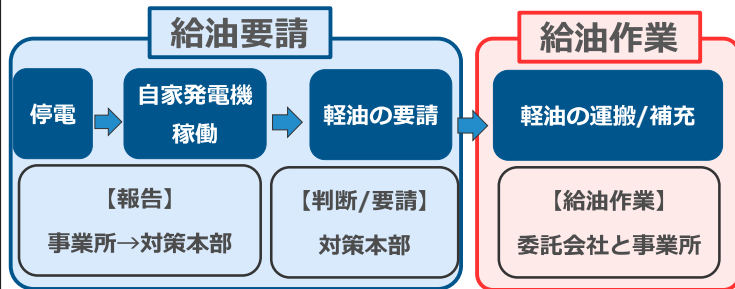 給油要請
給油作業
停電
自家発電機
稼働
軽油の要請
軽油の運搬/補充
【報告】
事業所→対策本部
【判断/要請】
対策本部
【給油作業】
委託会社と事業所